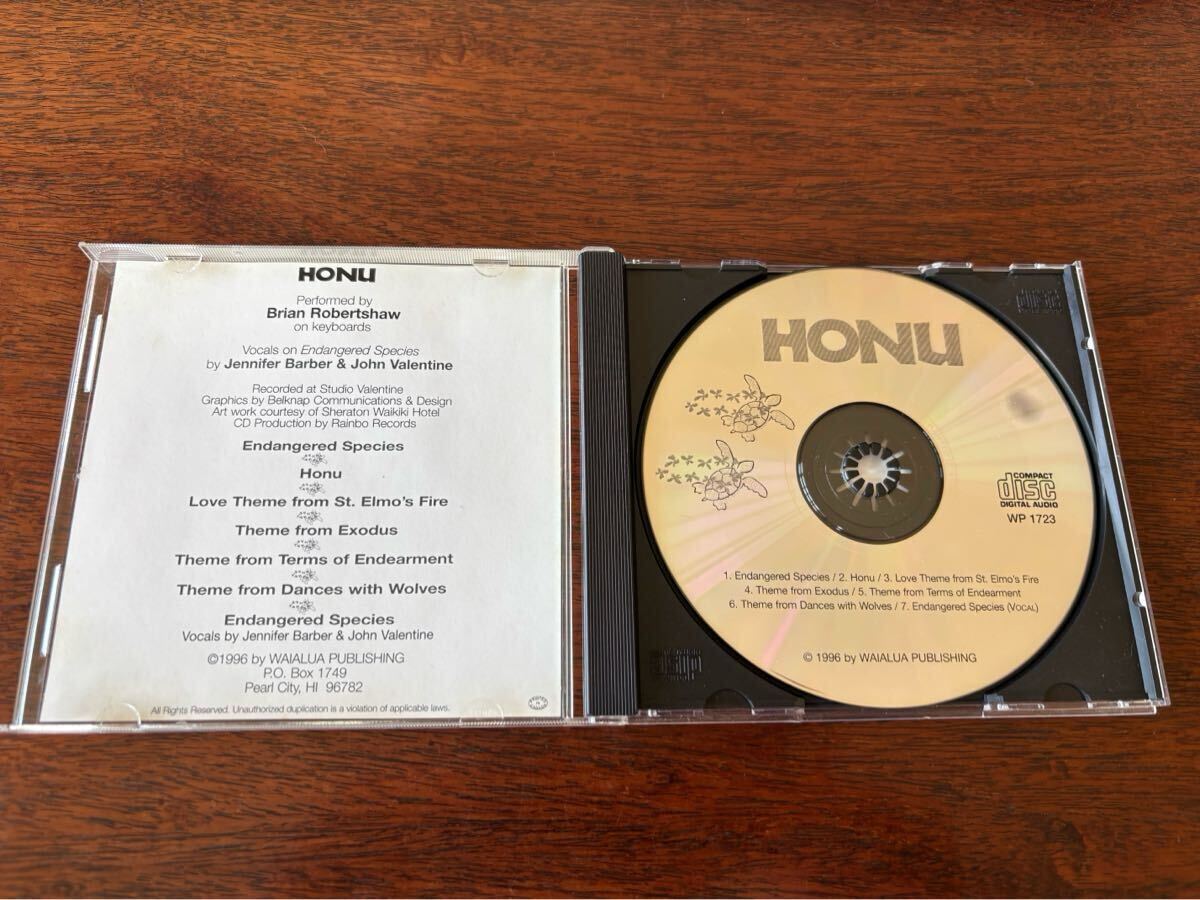 HONU
Performed by
Brian Robertshaw
on keyboards
Vocals on Endangered Species
by Jennifer Barber & John Valentine
Recorded at Studio Valentine
Graphics by Belknap Communications & Design
Art work courtesy of Sheraton Waikiki Hotel
CD Production by Rainbo Records
Endangered Species
Honu
Love Theme from St. Elmo's Fire
Theme from Exodus
Theme from Terms of Endearment
Theme from Dances with Wolves
Endangered Species
Vocals by Jennifer Barber & John Valentine
©1996 by WAIALUA PUBLISHING
P.O. Box 1749
Pearl City, HI 96782
All Rights Reserved. Unauthorized duplication is a violation of applicable laws.
HONU
COMPACT
disc
DIGITAL AUDIO
WP 1723
1. Endangered Species / 2. Honu / 3. Love Theme from St. Elmo's Fire
4. Theme from Exodus / 5. Theme from Terms of Endearment
6. Theme from Dances with Wolves / 7. Endangered Species (VOCAL)
© 1996 by WAIALUA PUBLISHING